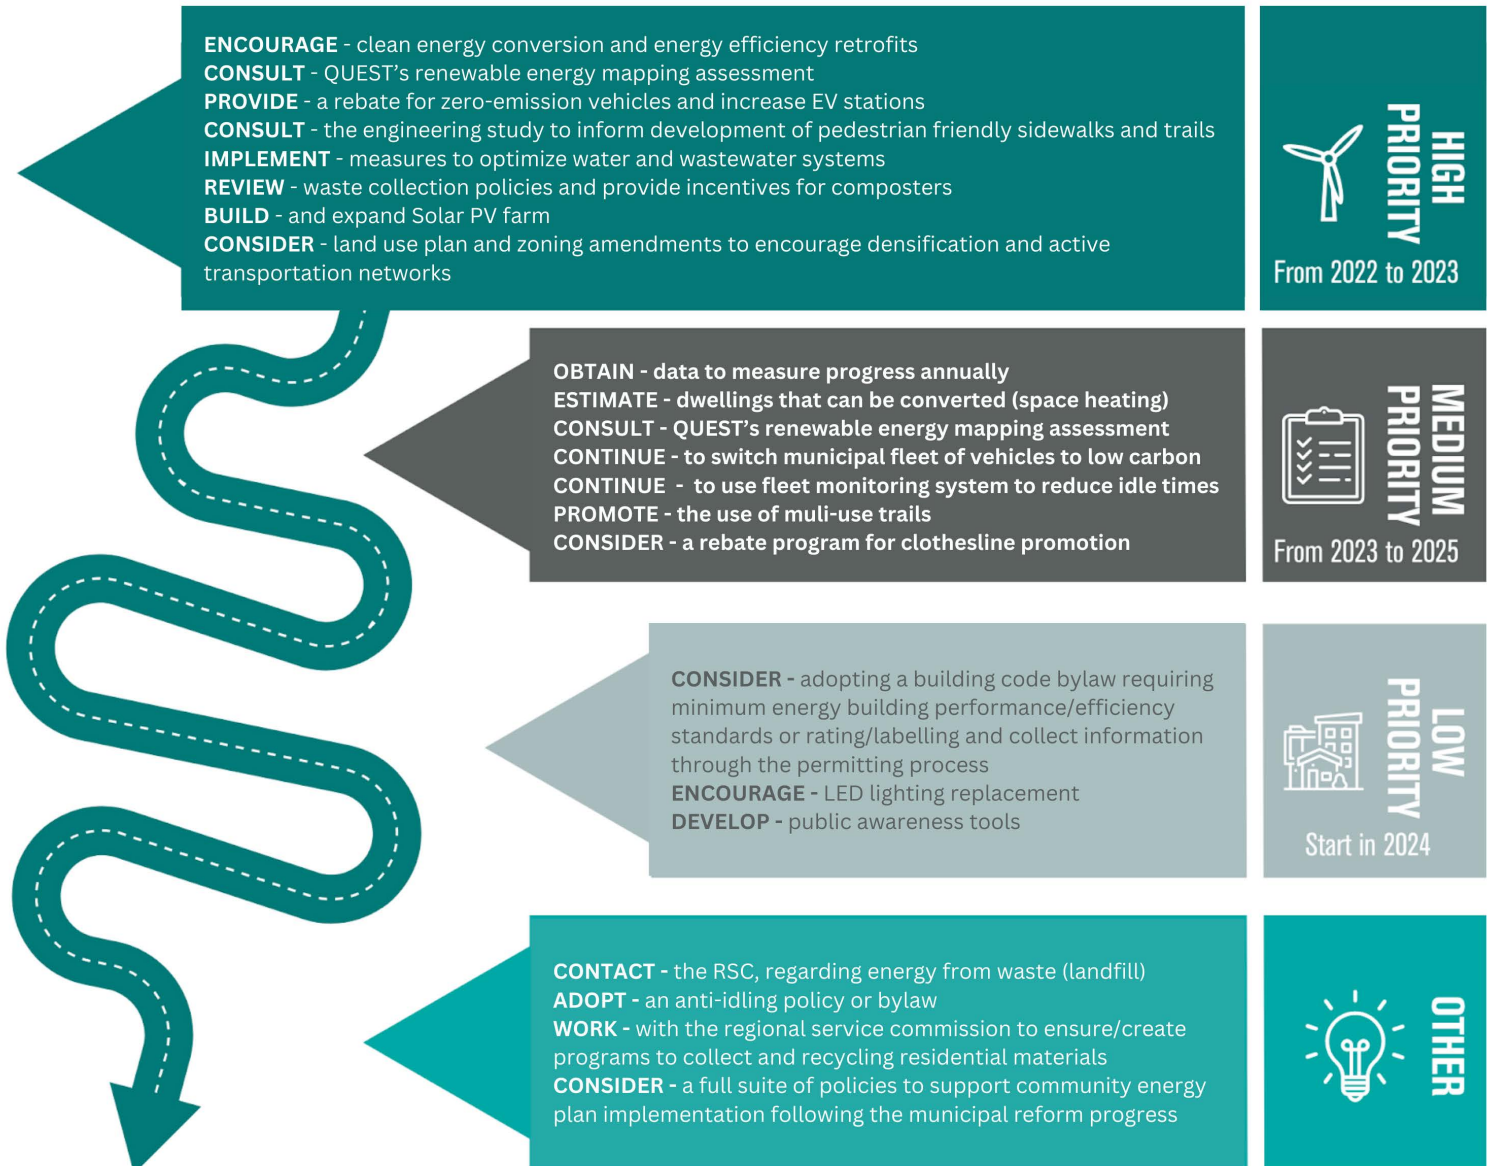 ENCOURAGE - clean energy conversion and energy efficiency retrofits
CONSULT - QUEST's renewable energy mapping assessment
PROVIDE - a rebate for zero-emission vehicles and increase EV stations
CONSULT - the engineering study to inform development of pedestrian friendly sidewalks and trails
IMPLEMENT - measures to optimize water and wastewater systems
REVIEW - waste collection policies and provide incentives for composters
BUILD - and expand Solar PV farm
CONSIDER - land use plan and zoning amendments to encourage densification and active
transportation networks
HIGH
PRIORITY
From 2022 to 2023
OBTAIN - data to measure progress annually
ESTIMATE - dwellings that can be converted (space heating)
CONSULT - QUEST's renewable energy mapping assessment
CONTINUE - to switch municipal fleet of vehicles to low carbon
CONTINUE - to use fleet monitoring system to reduce idle times
PROMOTE - the use of muli-use trails
CONSIDER - a rebate program for clothesline promotion
MEDIUM
PRIORITY
From 2023 to 2025
CONSIDER - adopting a building code bylaw requiring
minimum energy building performance/efficiency
standards or rating/labelling and collect information
through the permitting process
ENCOURAGE - LED lighting replacement
DEVELOP - public awareness tools
LOW
PRIORITY
Start in 2024
CONTACT - the RSC, regarding energy from waste (landfill)
ADOPT - an anti-idling policy or bylaw
WORK - with the regional service commission to ensure/create
programs to collect and recycling residential materials
CONSIDER - a full suite of policies to support community energy
plan implementation following the municipal reform progress
OTHER